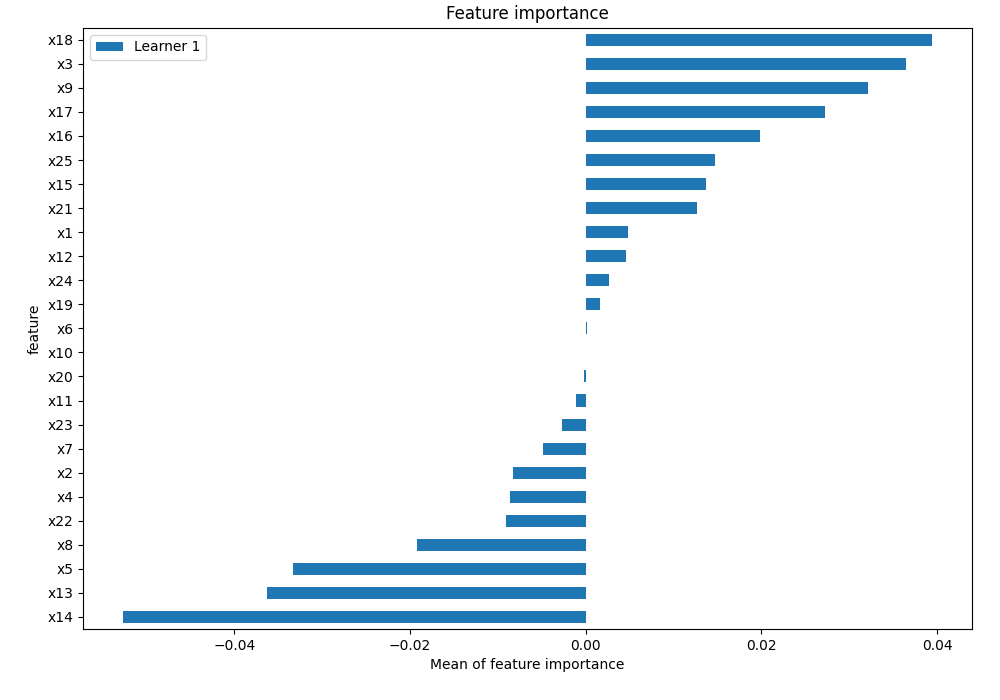 Feature importance
Learner 1
x18
x3
x9
x17
x16
x25
x15
x21
x1
x12
x24
x19
x6
x10
x20
x11
x23
x7
x2
x4
x22
x8
x5
x13
x14
feature
−0.04 −0.02 0.00 0.02 0.04
Mean of feature importance